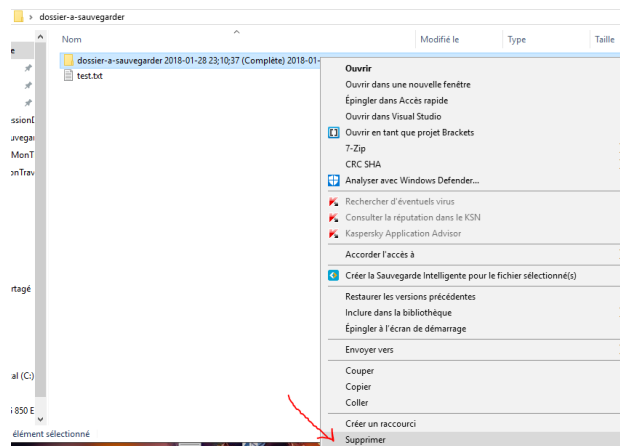 dossier-a-sauvegarder
Nom
Modifié le
Type
Taille
dossier-a-sauvegarder 2018-01-28 23;10;37 (Complète) 2018-01-
test.txt
Ouvrir
Ouvrir dans une nouvelle fenêtre
Épingler dans Accès rapide
Ouvrir dans Visual Studio
Ouvrir en tant que projet Brackets
7-Zip
CRC SHA
Analyser avec Windows Defender...
Rechercher d'éventuels virus
Consulter la réputation dans le KSN
Kaspersky Application Advisor
Accorder l'accès à
Créer la Sauvegarde Intelligente pour le fichier sélectionné(s)
Restaurer les versions précédentes
Inclure dans la bibliothèque
Épingler à l'écran de démarrage
Envoyer vers
Couper
Copier
Coller
Créer un raccourci
Supprimer
ssionD
uvegar
MonT
onTrav
rtagé
al (C:)
850 E
élément sélectionné